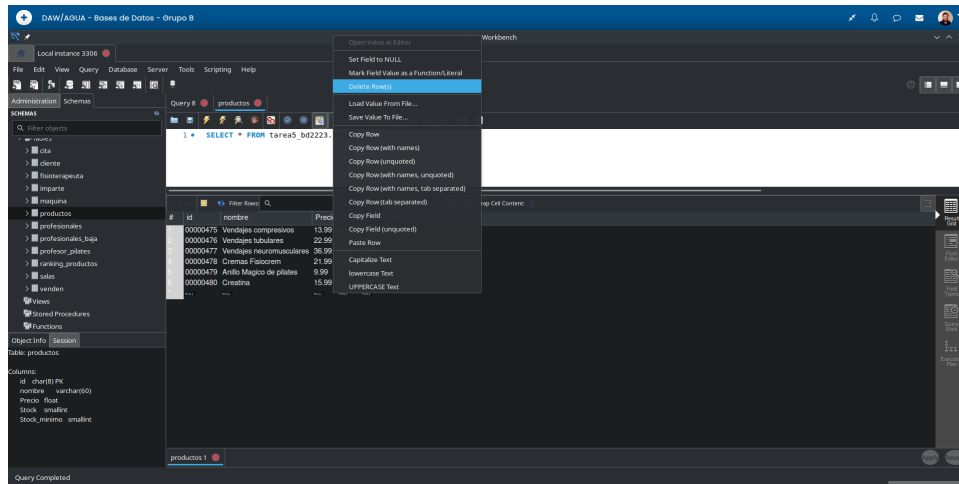 DAW/AGUA - Bases de Datos - Grupo B
Workbench
Local instance 3306
File Edit View Query Database Server Tools Scripting Help
Administration Schemas
Query 8 productos
SCHEMAS
Filter objects
Tables
cita
cliente
fisioterapeuta
imparte
maquina
productos
profesionales
profesionales_baja
profesor_pilates
ranking_productos
salas
venden
Views
Stored Procedures
Functions
Object Info Session
Table: productos
Columns:
id char(8) PK
nombre varchar(60)
Precio float
Stock smallint
Stock_minimo smallint
Query Completed
1 SELECT * FROM tarea5_bd2223.
Filter Rows:
Cell Content:
# id nombre Preci
1 00000475 Vendajes compresivos 13.99
2 00000476 Vendajes tubulares 22.99
3 00000477 Vendajes neuromusculares 36.99
4 00000478 Cremas Fisiocrem 21.99
5 00000479 Anillo Magico de pilates 9.99
6 00000480 Creatina 15.99
NULL NULL NULL NULL NULL
Open Value in Editor
Set Field to NULL
Mark Field Value as a Function/Literal
Delete Row(s)
Load Value From File...
Save Value To File...
Copy Row
Copy Row (with names)
Copy Row (unquoted)
Copy Row (with names, unquoted)
Copy Row (with names, tab separated)
Copy Row (tab separated)
Copy Field
Copy Field (unquoted)
Paste Row
Capitalize Text
lowercase Text
UPPERCASE Text
Result
Grid
Form
Editor
Field
Types
Query
Stats
Plan
productos 1
Apply